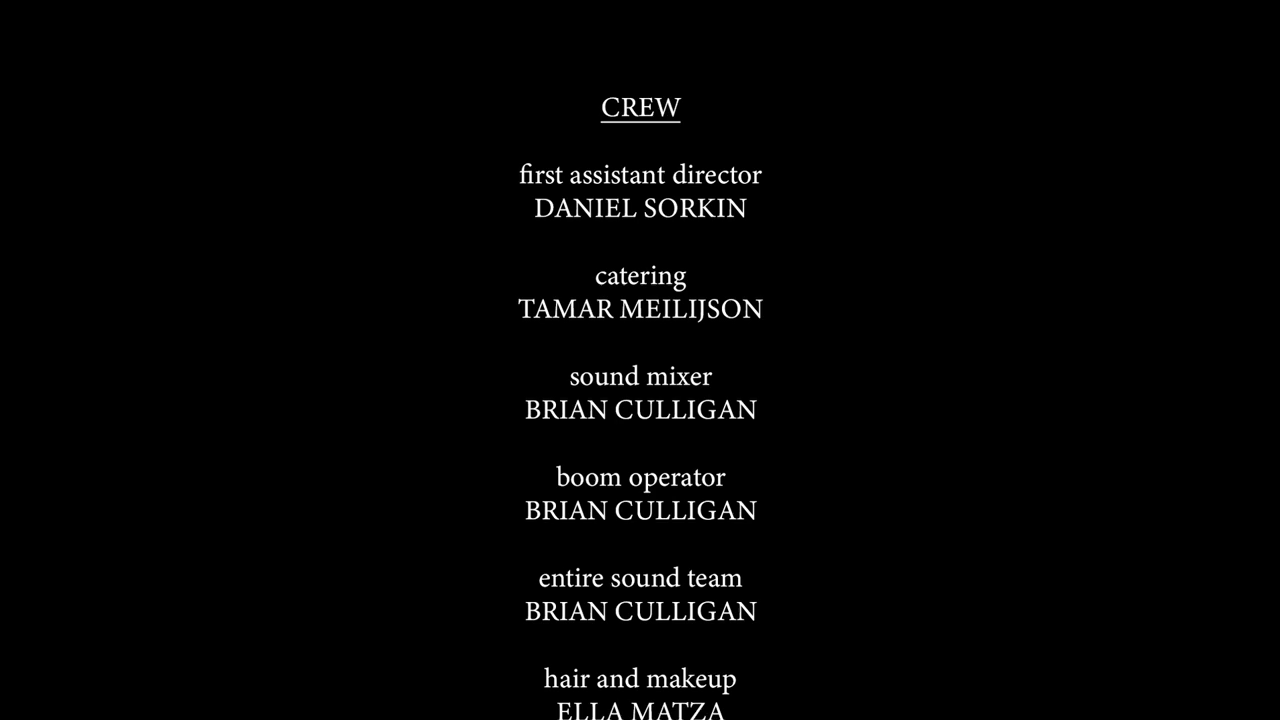 CREW
first assistant director
DANIEL SORKIN
catering
TAMAR MEILIJSON
sound mixer
BRIAN CULLIGAN
boom operator
BRIAN CULLIGAN
entire sound team
BRIAN CULLIGAN
hair and makeup
ELLA MATZA